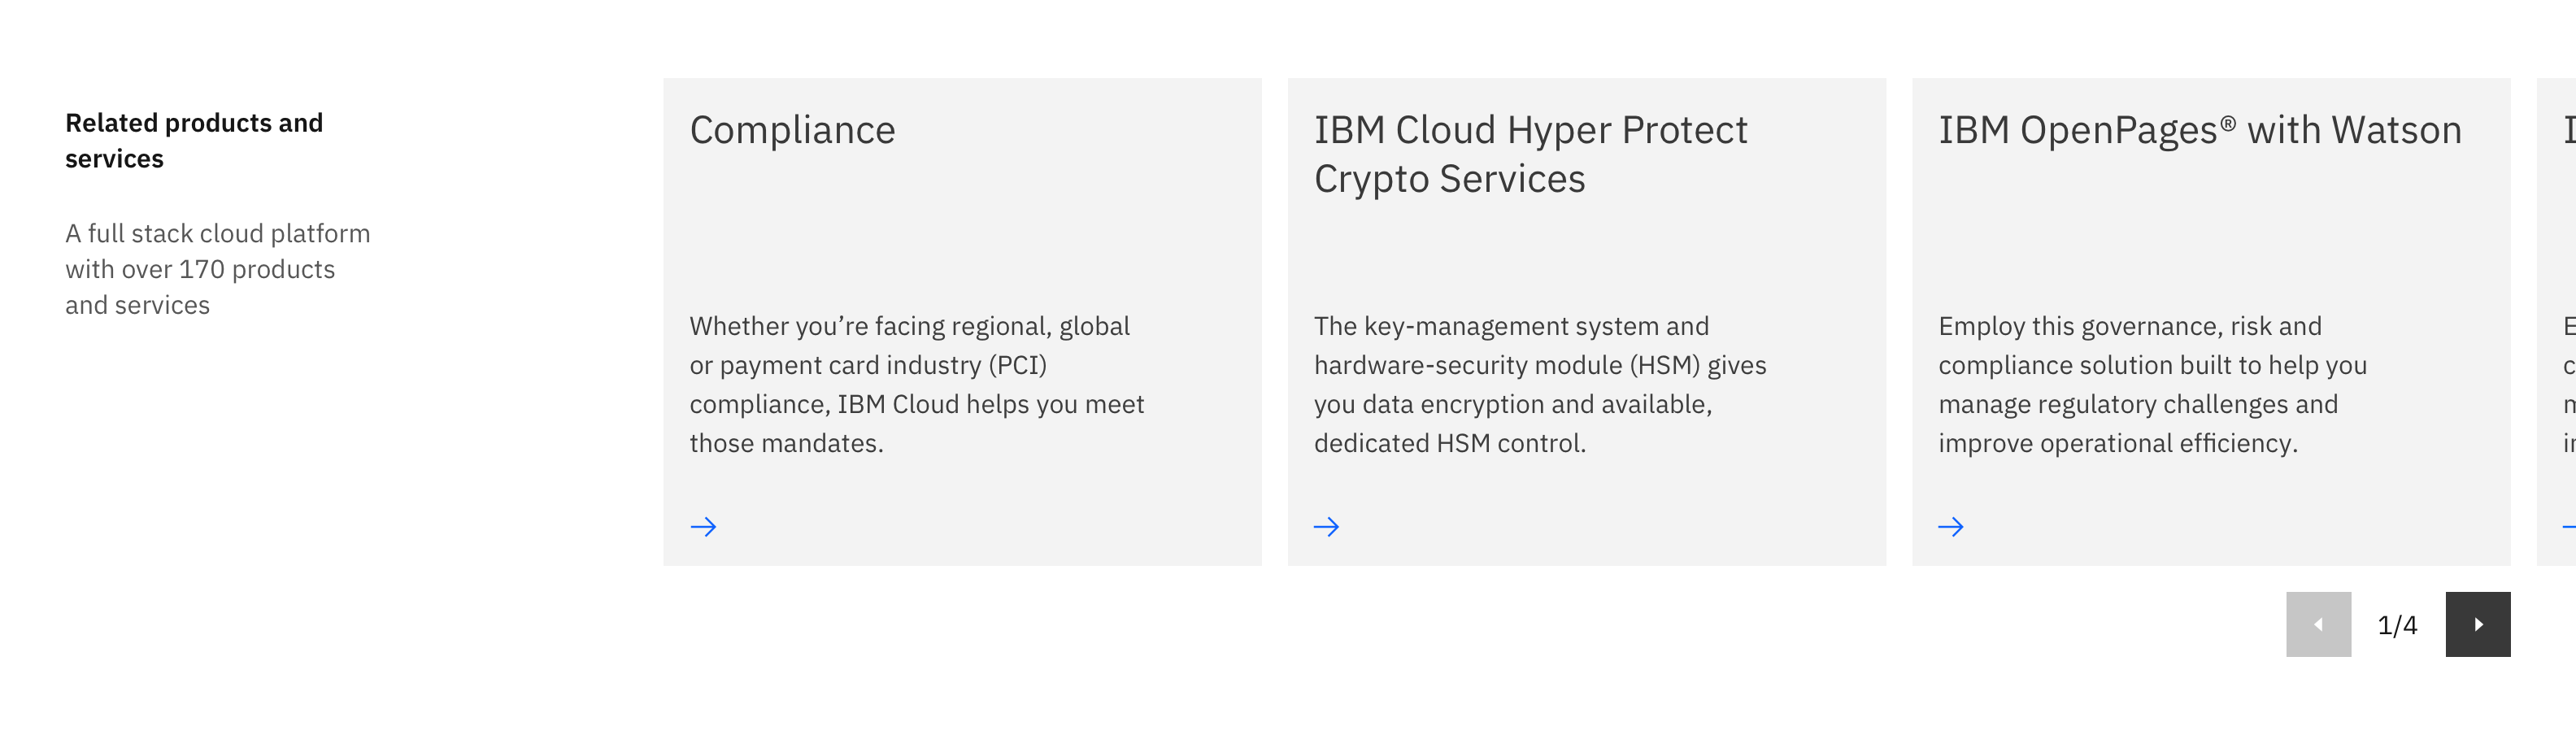 Related products and
services
A full stack cloud platform
with over 170 products
and services
Compliance
Whether you’re facing regional, global
or payment card industry (PCI)
compliance, IBM Cloud helps you meet
those mandates.
IBM Cloud Hyper Protect
Crypto Services
The key-management system and
hardware-security module (HSM) gives
you data encryption and available,
dedicated HSM control.
IBM OpenPages® with Watson
Employ this governance, risk and
compliance solution built to help you
manage regulatory challenges and
improve operational efficiency.
1/4